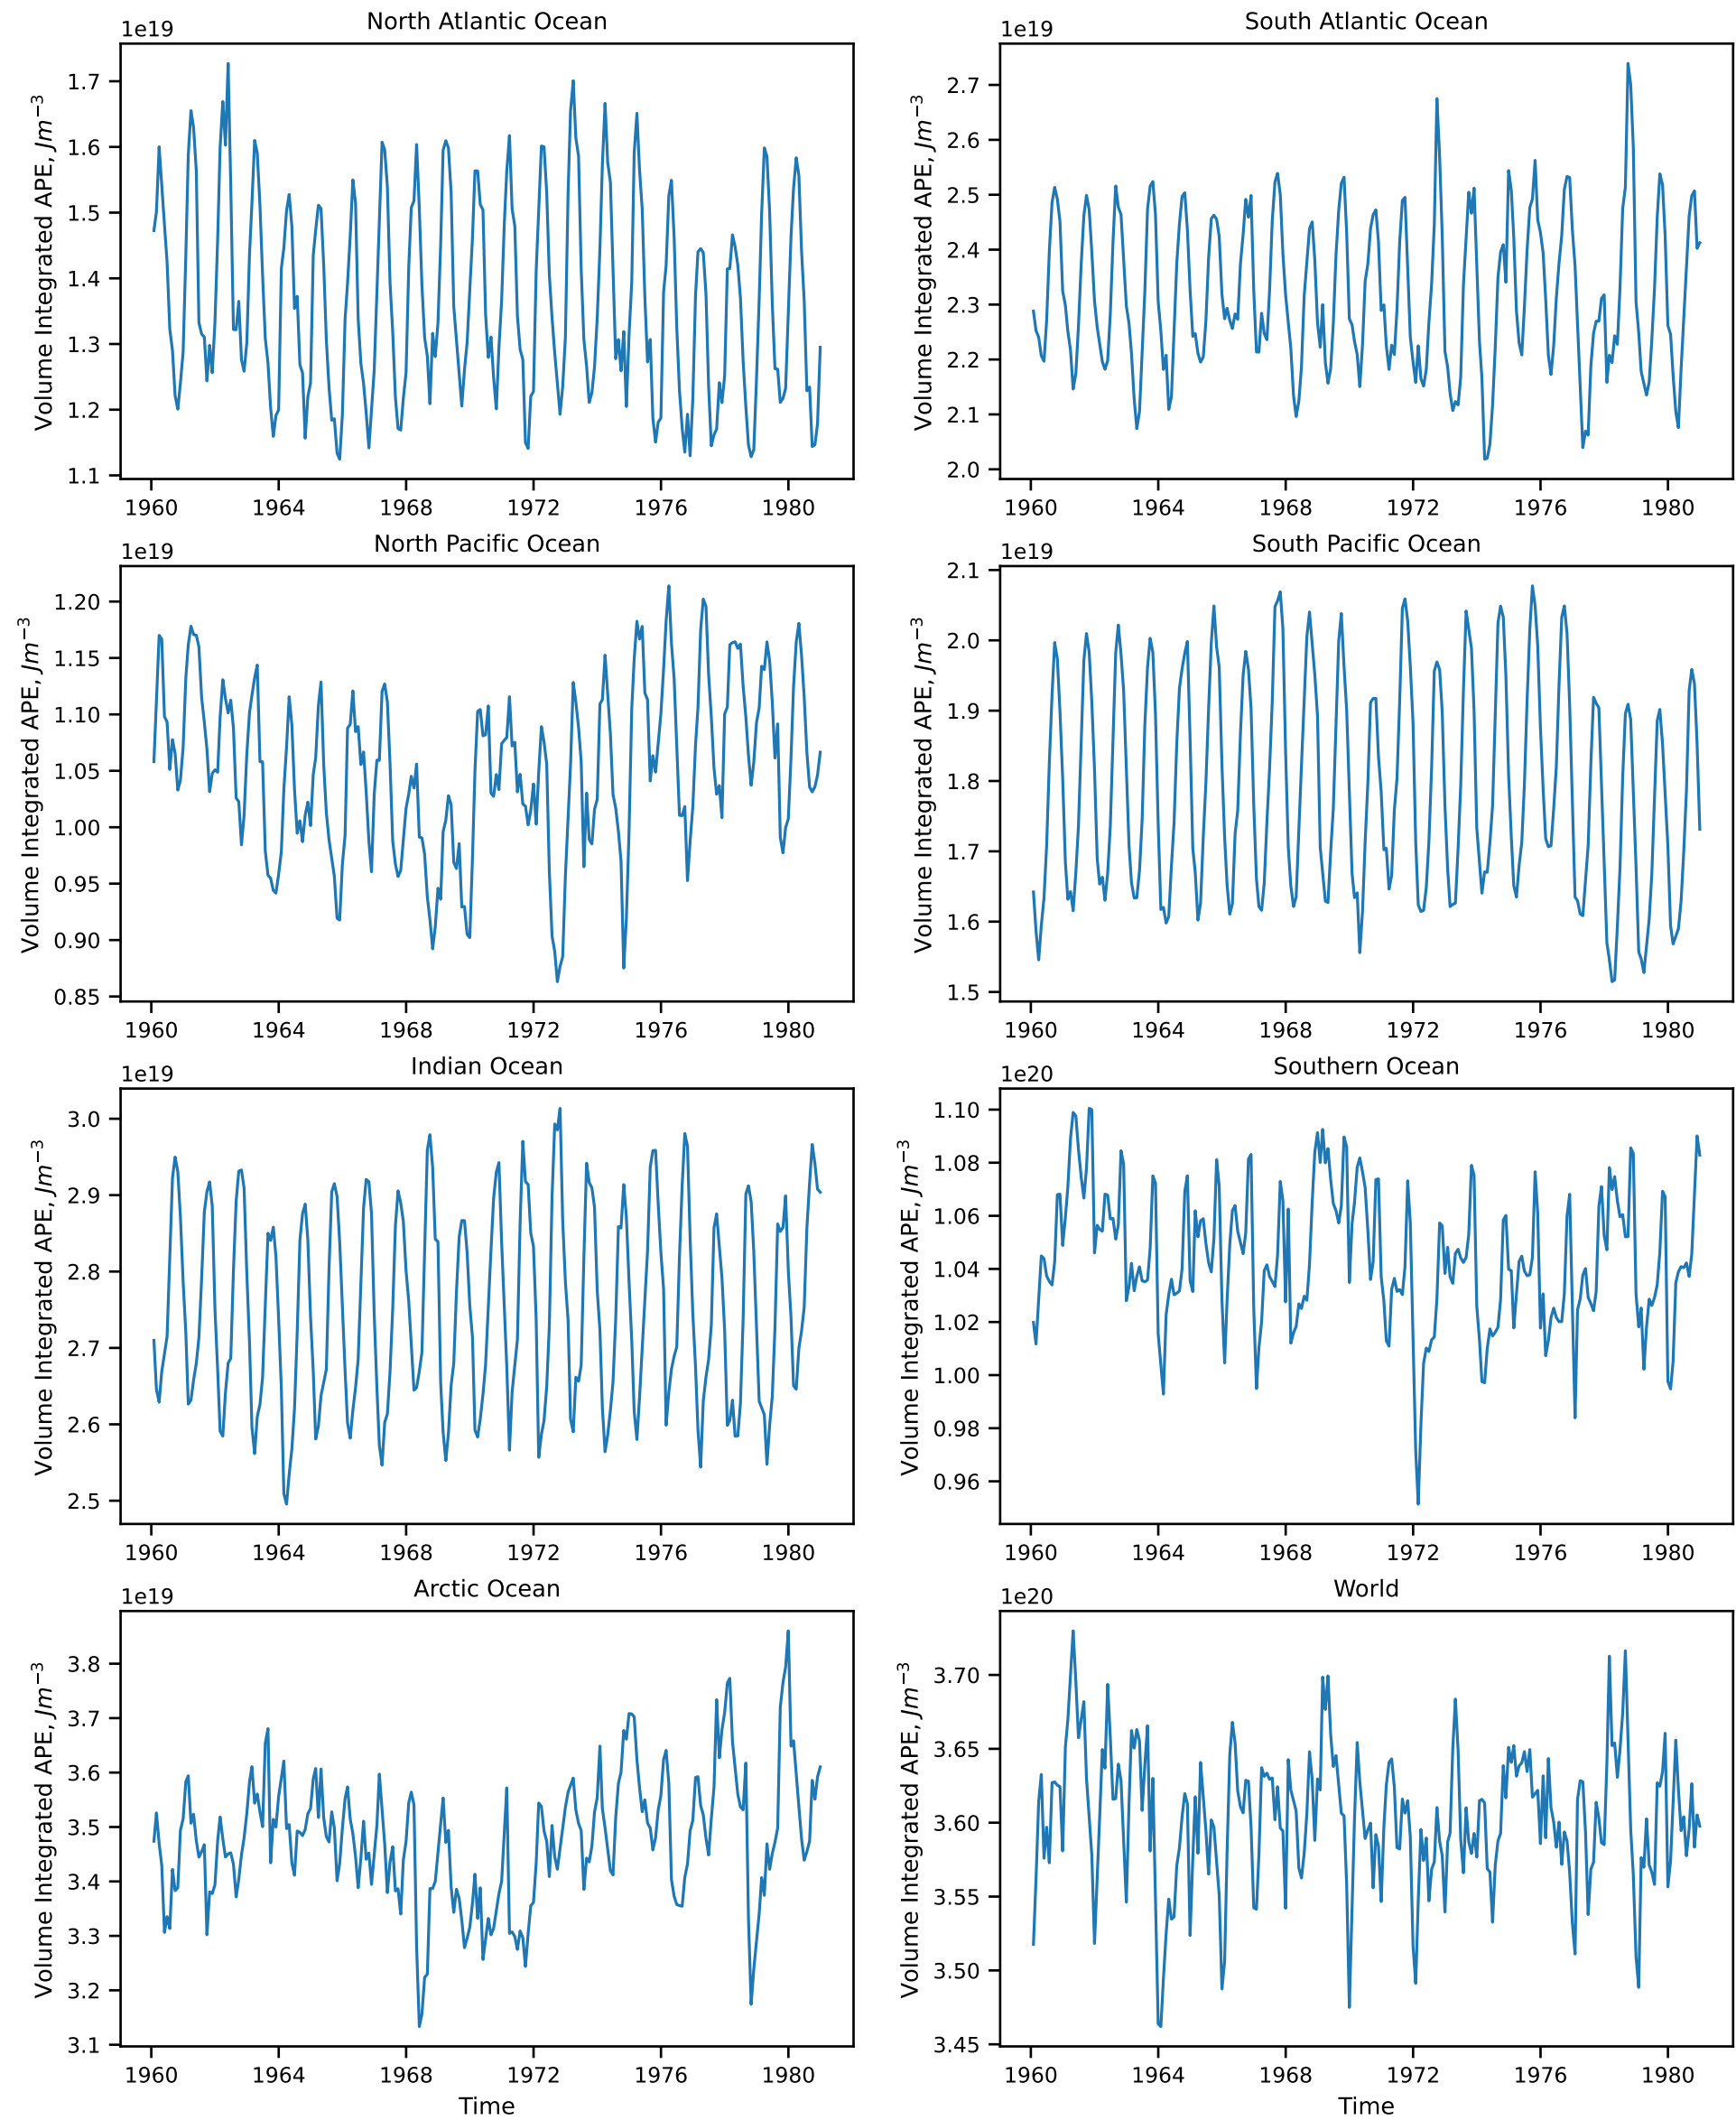 North Atlantic Ocean
1e19
Volume Integrated APE, Jm⁻³
1.7
1.6
1.5
1.4
1.3
1.2
1.1
1960 1964 1968 1972 1976 1980
South Atlantic Ocean
1e19
Volume Integrated APE, Jm⁻³
2.7
2.6
2.5
2.4
2.3
2.2
2.1
2.0
1960 1964 1968 1972 1976 1980
North Pacific Ocean
1e19
Volume Integrated APE, Jm⁻³
1.20
1.15
1.10
1.05
1.00
0.95
0.90
0.85
1960 1964 1968 1972 1976 1980
South Pacific Ocean
1e19
Volume Integrated APE, Jm⁻³
2.1
2.0
1.9
1.8
1.7
1.6
1.5
1960 1964 1968 1972 1976 1980
Indian Ocean
1e19
Volume Integrated APE, Jm⁻³
3.0
2.9
2.8
2.7
2.6
2.5
1960 1964 1968 1972 1976 1980
Southern Ocean
1e20
Volume Integrated APE, Jm⁻³
1.10
1.08
1.06
1.04
1.02
1.00
0.98
0.96
1960 1964 1968 1972 1976 1980
Arctic Ocean
1e19
Volume Integrated APE, Jm⁻³
3.8
3.7
3.6
3.5
3.4
3.3
3.2
3.1
1960 1964 1968 1972 1976 1980
Time
World
1e20
Volume Integrated APE, Jm⁻³
3.70
3.65
3.60
3.55
3.50
3.45
1960 1964 1968 1972 1976 1980
Time